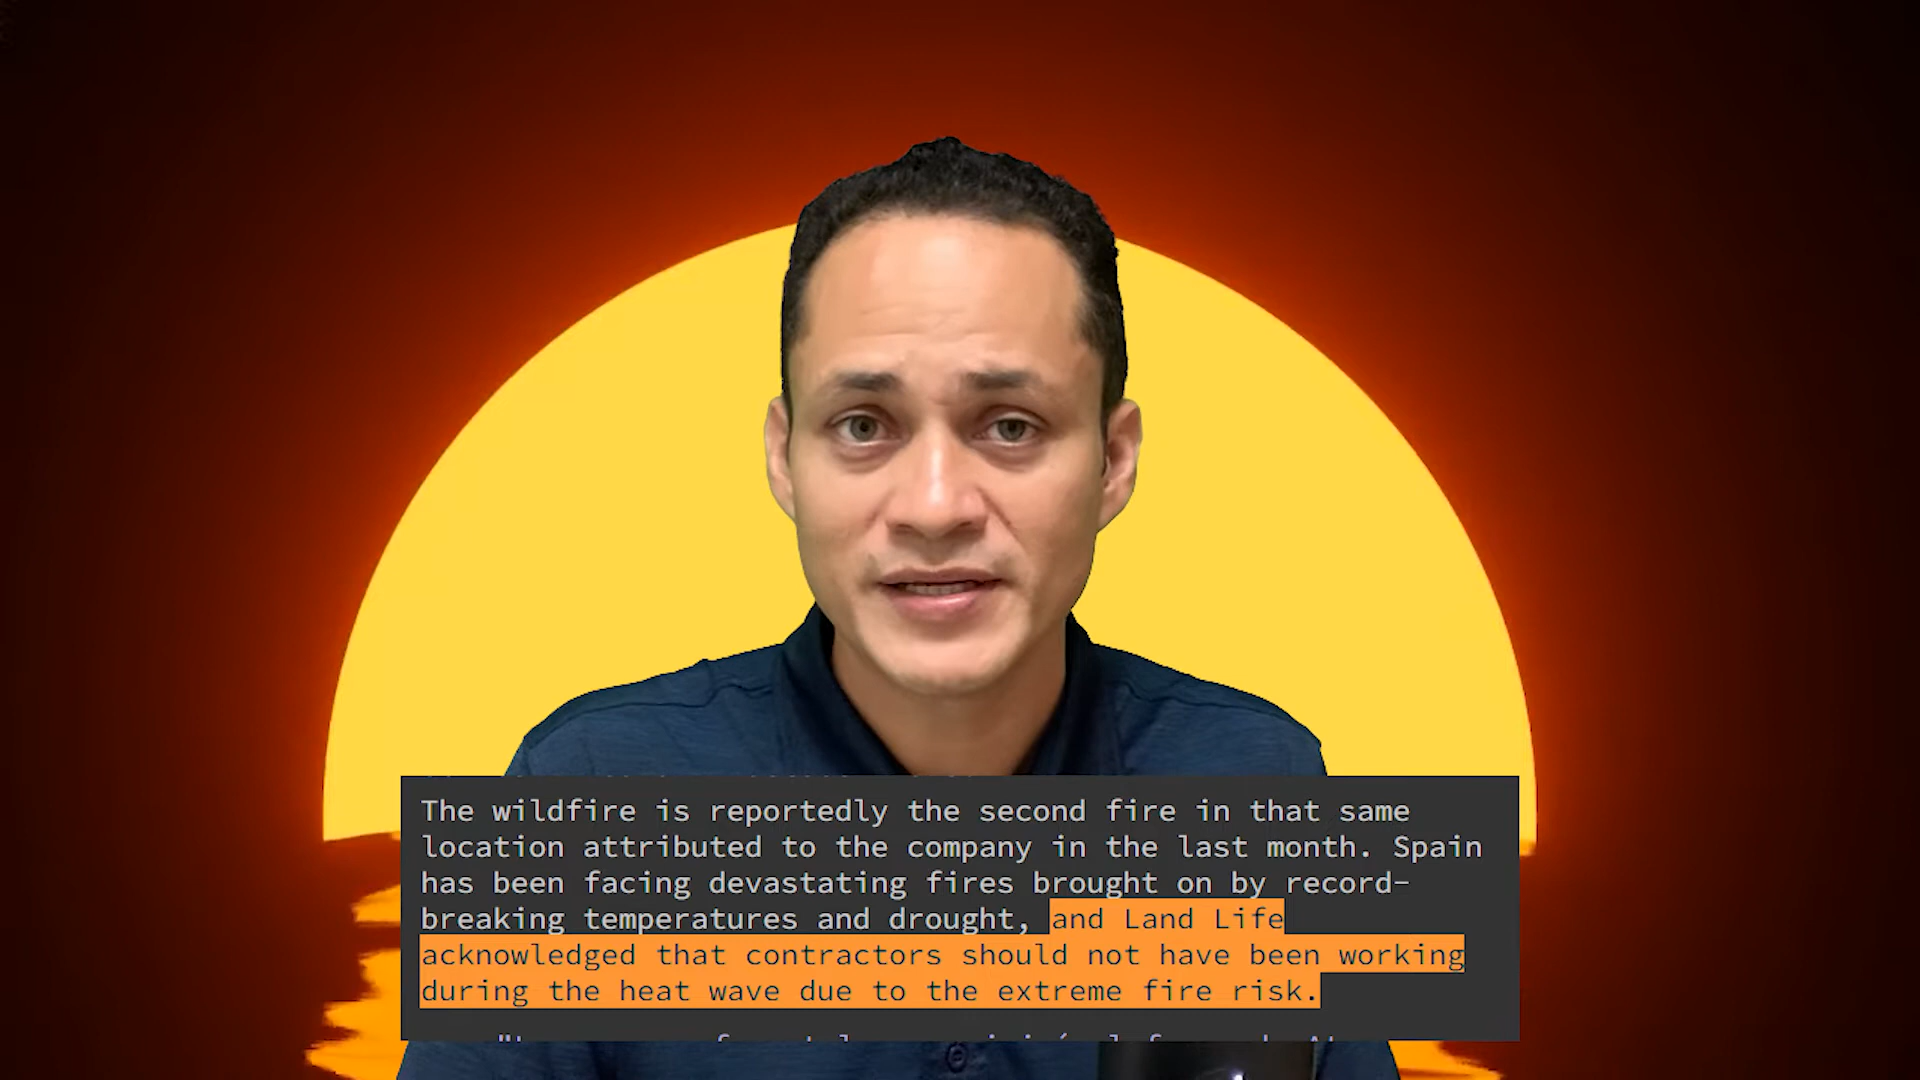 The wildfire is reportedly the second fire in that same
location attributed to the company in the last month. Spain
has been facing devastating fires brought on by record-
breaking temperatures and drought, and Land Life
acknowledged that contractors should not have been working
during the heat wave due to the extreme fire risk.